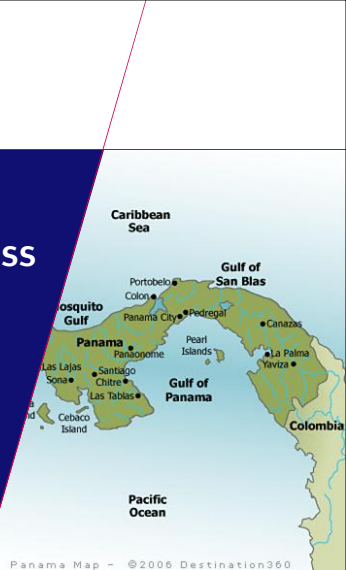 ss
Caribbean
Sea
Gulf of
San Blas
Portobelo
Colon
osquito
Gulf
Panama City
Pedregal
Canazas
Panama
Panaonome
Pearl
Islands
La Palma
Yaviza
Las Lajas
Santiago
Sona
Chitre
Las Tablas
Gulf of
Panama
a
nd
Cebaco
Island
Colombia
Pacific
Ocean
Panama Map - ©2006 Destination360